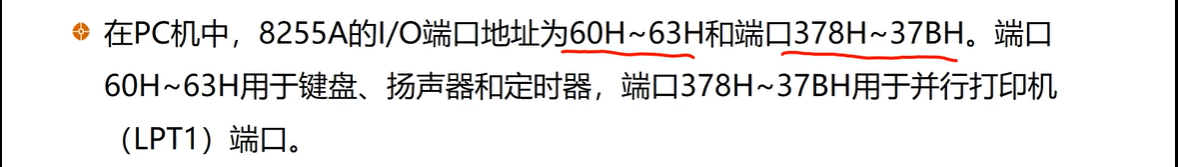 在PC机中，8255A的I/O端口地址为60H~63H和端口378H~37BH。端口
60H~63H用于键盘、扬声器和定时器，端口378H~37BH用于并行打印机
（LPT1）端口。